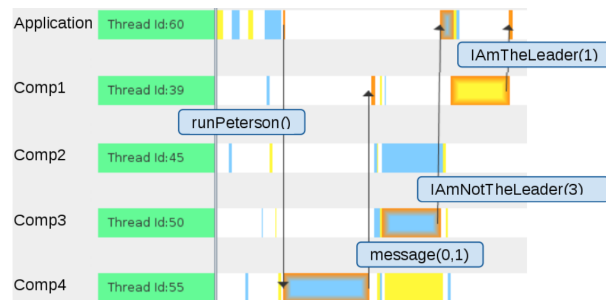 Application Thread Id:60
IAmTheLeader(1)
Comp1 Thread Id:39
runPeterson()
Comp2 Thread Id:45
IAmNotTheLeader(3)
Comp3 Thread Id:50
message(0,1)
Comp4 Thread Id:55